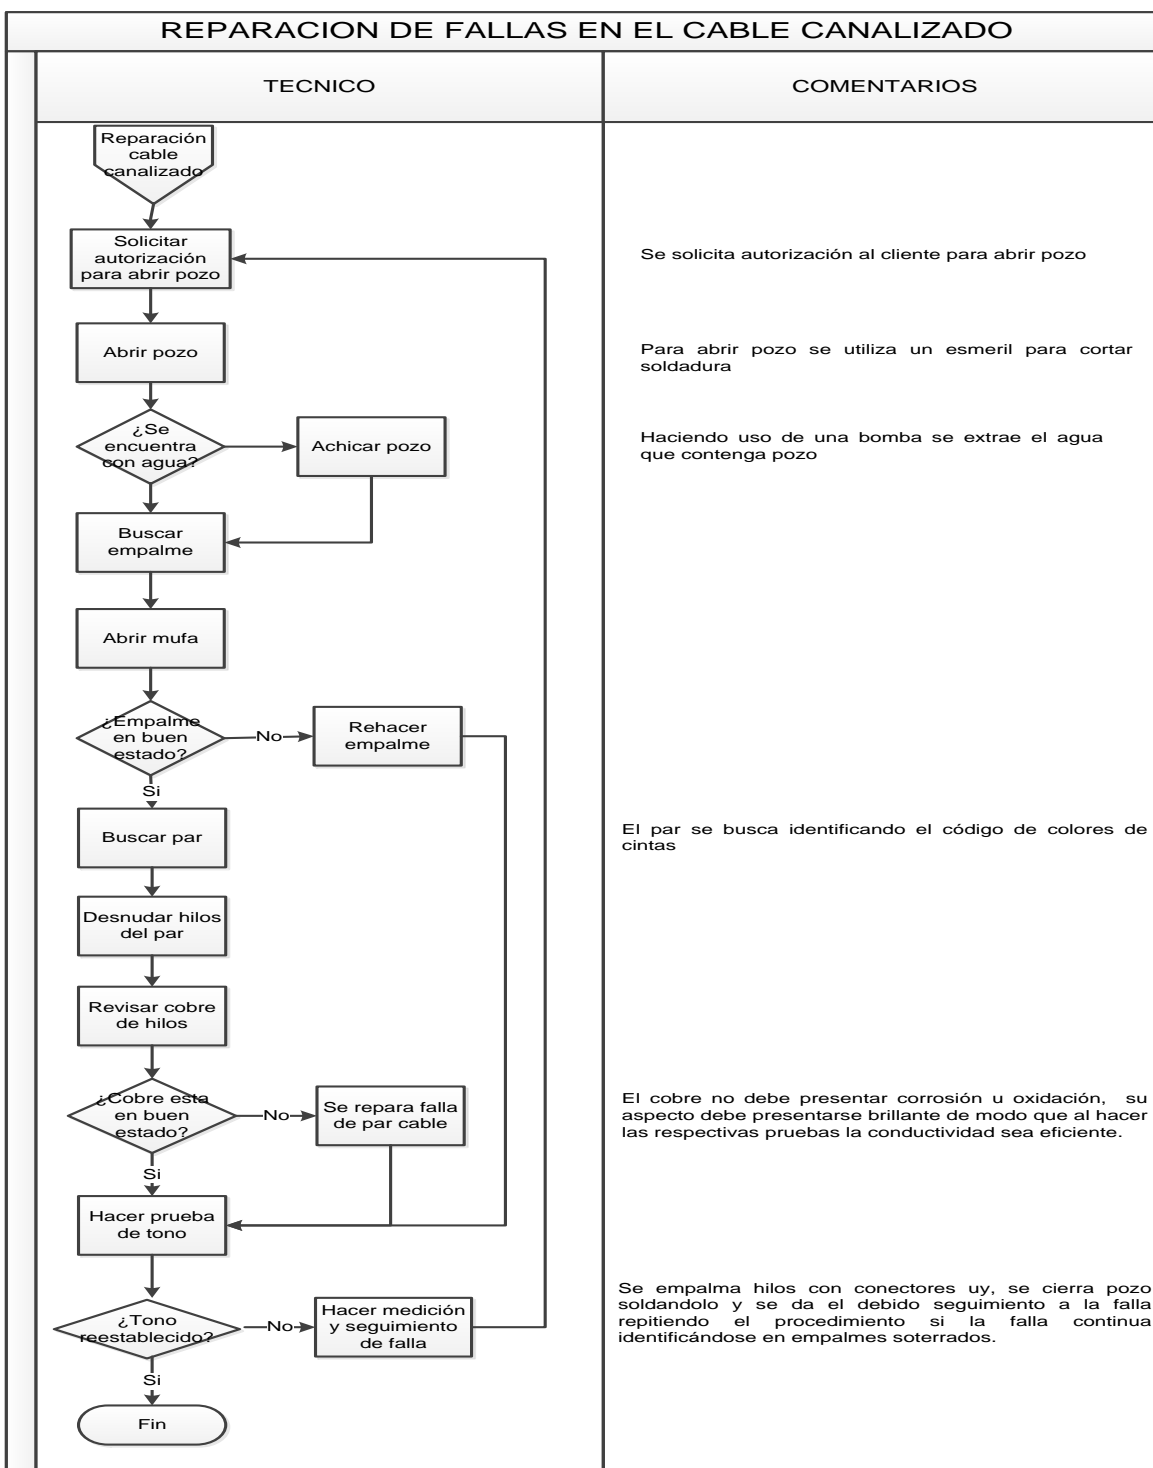 REPARACION DE FALLAS EN EL CABLE CANALIZADO
TECNICO
COMENTARIOS
Reparación
cable
canalizado
Solicitar
autorización
para abrir pozo
Se solicita autorización al cliente para abrir pozo
Abrir pozo
Para abrir pozo se utiliza un esmeril para cortar
soldadura
¿Se
encuentra
con agua?
Achicar pozo
Haciendo uso de una bomba se extrae el agua
que contenga pozo
Buscar
empalme
Abrir mufa
¿Empalme
en buen
estado?
No
Rehacer
empalme
Si
Buscar par
El par se busca identificando el código de colores de
cintas
Desnudar hilos
del par
Revisar cobre
de hilos
¿Cobre esta
en buen
estado?
No
Se repara falla
de par cable
El cobre no debe presentar corrosión u oxidación, su
aspecto debe presentarse brillante de modo que al hacer
las respectivas pruebas la conductividad sea eficiente.
Si
Hacer prueba
de tono
¿Tono
reestablecido?
No
Hacer medición
y seguimiento
de falla
Se empalma hilos con conectores uy, se cierra pozo
soldandolo y se da el debido seguimiento a la falla
repitiendo el procedimiento si la falla continua
identificándose en empalmes soterrados.
Si
Fin